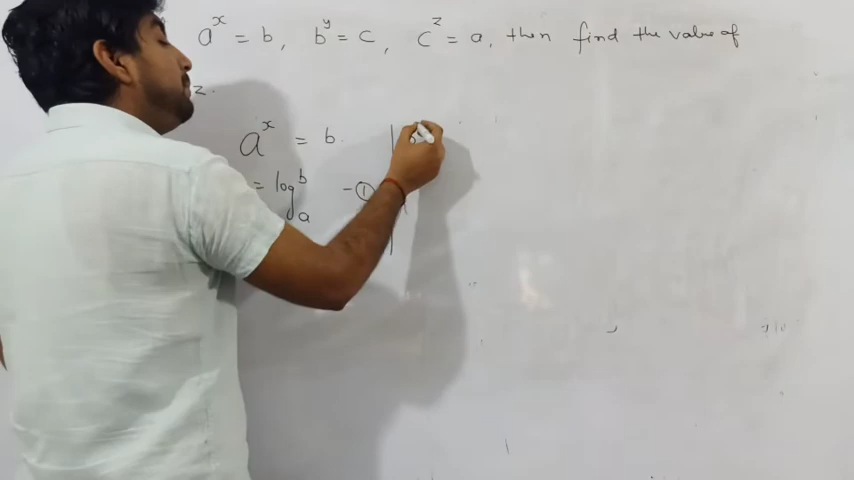 a^x = b, b^y = c, c^z = a, then find the value of
z.
a^x = b. | b
= log_a^b -①